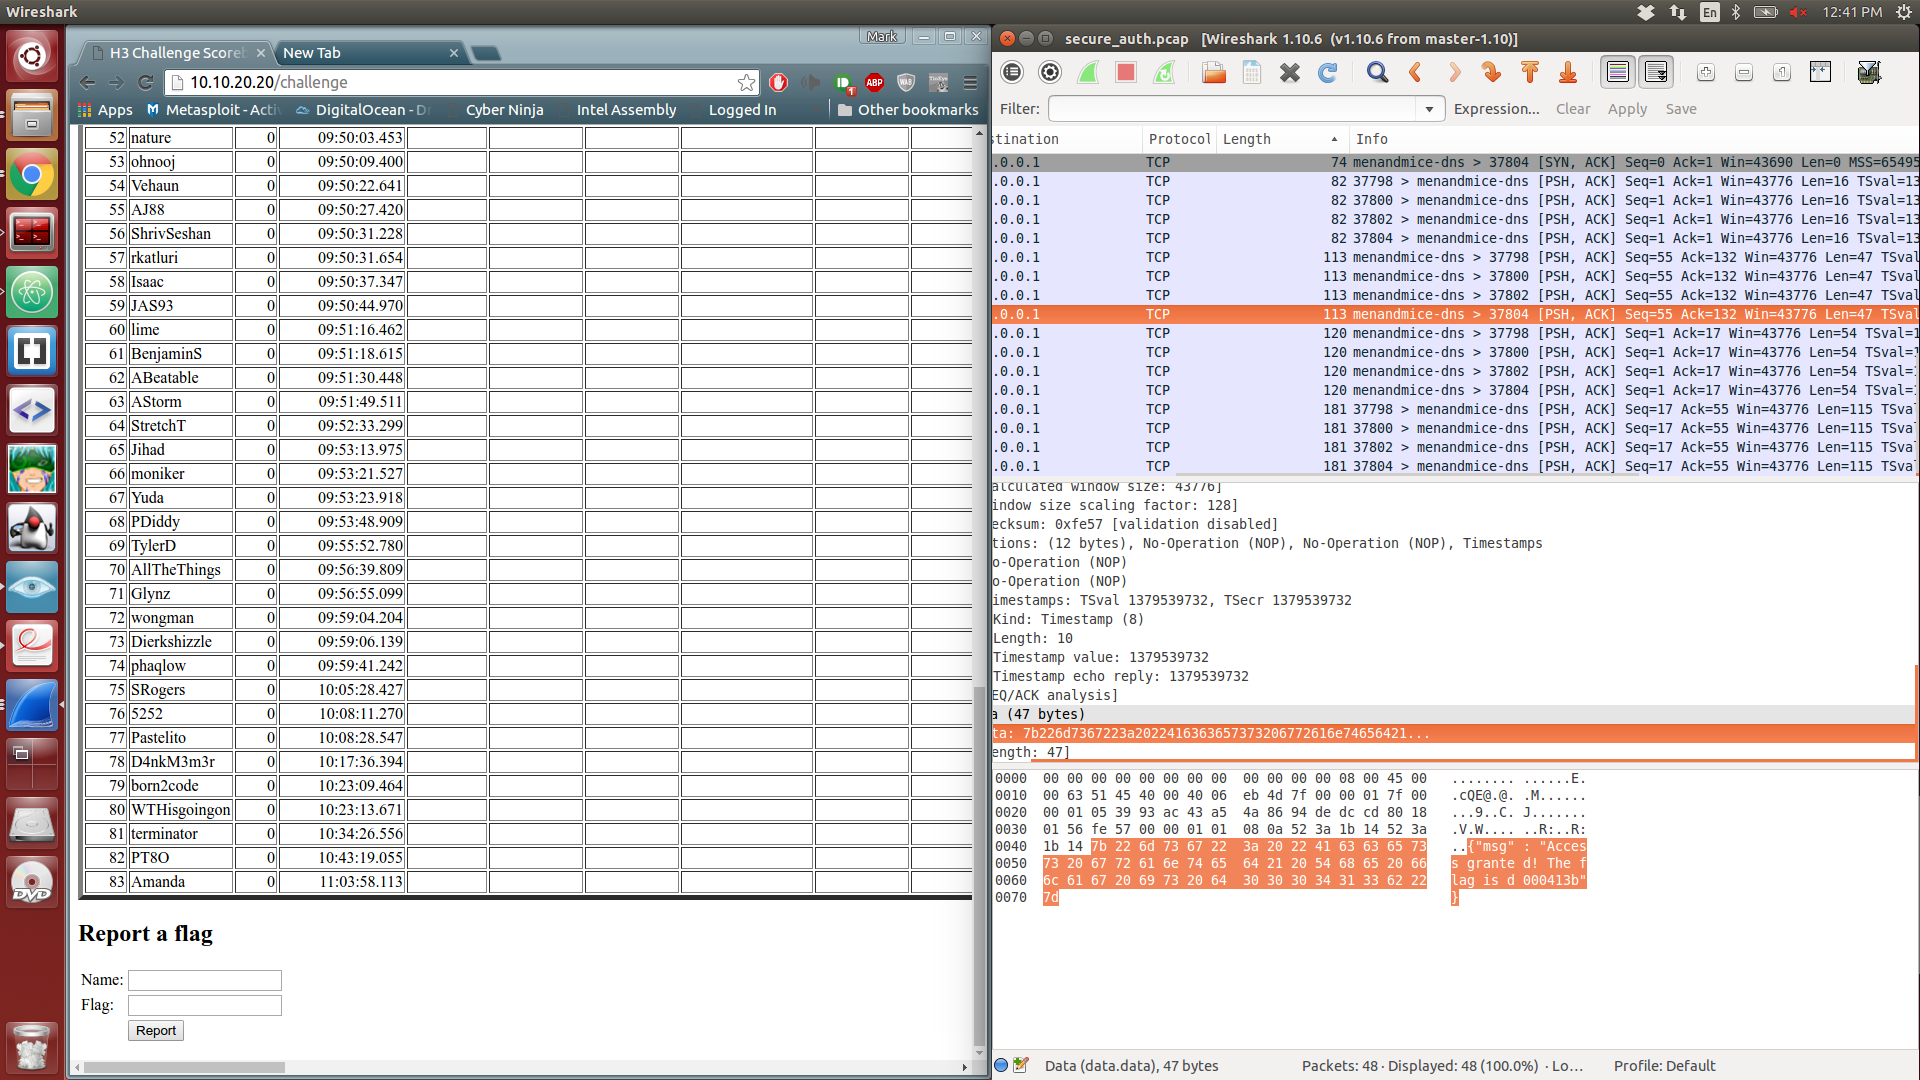 Wireshark
En
12:41 PM
H3 Challenge Scoreb
New Tab
Mark
10.10.20.20/challenge
1
ABP
Apps
Metasploit - Activ
DigitalOcean - Dr
Cyber Ninja
Intel Assembly
Logged In
Other bookmarks
52 nature 0 09:50:03.453
53 ohnooj 0 09:50:09.400
54 Vehaun 0 09:50:22.641
55 AJ88 0 09:50:27.420
56 ShrivSeshan 0 09:50:31.228
57 rkatluri 0 09:50:31.654
58 Isaac 0 09:50:37.347
59 JAS93 0 09:50:44.970
60 lime 0 09:51:16.462
61 BenjaminS 0 09:51:18.615
62 ABeatable 0 09:51:30.448
63 AStorm 0 09:51:49.511
64 StretchT 0 09:52:33.299
65 Jihad 0 09:53:13.975
66 moniker 0 09:53:21.527
67 Yuda 0 09:53:23.918
68 PDiddy 0 09:53:48.909
69 TylerD 0 09:55:52.780
70 AllTheThings 0 09:56:39.809
71 Glynz 0 09:56:55.099
72 wongman 0 09:59:04.204
73 Dierkshizzle 0 09:59:06.139
74 phaqlow 0 09:59:41.242
75 SRogers 0 10:05:28.427
76 5252 0 10:08:11.270
77 Pastelito 0 10:08:28.547
78 D4nkM3m3r 0 10:17:36.394
79 born2code 0 10:23:09.464
80 WTHisgoingon 0 10:23:13.671
81 terminator 0 10:34:26.556
82 PT8O 0 10:43:19.055
83 Amanda 0 11:03:58.113
Report a flag
Name:
Flag:
Report
DVD
secure_auth.pcap [Wireshark 1.10.6 (v1.10.6 from master-1.10)]
Filter:
Expression...
Clear
Apply
Save
stination Protocol Length Info
.0.0.1 TCP 74 menandmice-dns > 37804 [SYN, ACK] Seq=0 Ack=1 Win=43690 Len=0 MSS=65495
.0.0.1 TCP 82 37798 > menandmice-dns [PSH, ACK] Seq=1 Ack=1 Win=43776 Len=16 TSval=13
.0.0.1 TCP 82 37800 > menandmice-dns [PSH, ACK] Seq=1 Ack=1 Win=43776 Len=16 TSval=13
.0.0.1 TCP 82 37802 > menandmice-dns [PSH, ACK] Seq=1 Ack=1 Win=43776 Len=16 TSval=13
.0.0.1 TCP 82 37804 > menandmice-dns [PSH, ACK] Seq=1 Ack=1 Win=43776 Len=16 TSval=13
.0.0.1 TCP 113 menandmice-dns > 37798 [PSH, ACK] Seq=55 Ack=132 Win=43776 Len=47 TSval
.0.0.1 TCP 113 menandmice-dns > 37800 [PSH, ACK] Seq=55 Ack=132 Win=43776 Len=47 TSval
.0.0.1 TCP 113 menandmice-dns > 37802 [PSH, ACK] Seq=55 Ack=132 Win=43776 Len=47 TSval
.0.0.1 TCP 113 menandmice-dns > 37804 [PSH, ACK] Seq=55 Ack=132 Win=43776 Len=47 TSval
.0.0.1 TCP 120 menandmice-dns > 37798 [PSH, ACK] Seq=1 Ack=17 Win=43776 Len=54 TSval=1
.0.0.1 TCP 120 menandmice-dns > 37800 [PSH, ACK] Seq=1 Ack=17 Win=43776 Len=54 TSval=1
.0.0.1 TCP 120 menandmice-dns > 37802 [PSH, ACK] Seq=1 Ack=17 Win=43776 Len=54 TSval=1
.0.0.1 TCP 120 menandmice-dns > 37804 [PSH, ACK] Seq=1 Ack=17 Win=43776 Len=54 TSval=1
.0.0.1 TCP 181 37798 > menandmice-dns [PSH, ACK] Seq=17 Ack=55 Win=43776 Len=115 TSval
.0.0.1 TCP 181 37800 > menandmice-dns [PSH, ACK] Seq=17 Ack=55 Win=43776 Len=115 TSval
.0.0.1 TCP 181 37802 > menandmice-dns [PSH, ACK] Seq=17 Ack=55 Win=43776 Len=115 TSval
.0.0.1 TCP 181 37804 > menandmice-dns [PSH, ACK] Seq=17 Ack=55 Win=43776 Len=115 TSval
alculated window size: 43776]
indow size scaling factor: 128]
ecksum: 0xfe57 [validation disabled]
tions: (12 bytes), No-Operation (NOP), No-Operation (NOP), Timestamps
o-Operation (NOP)
o-Operation (NOP)
imestamps: TSval 1379539732, TSecr 1379539732
Kind: Timestamp (8)
Length: 10
Timestamp value: 1379539732
Timestamp echo reply: 1379539732
EQ/ACK analysis]
a (47 bytes)
ta: 7b226d7367223a2022416363657373206772616e74656421...
ength: 47]
0000 00 00 00 00 00 00 00 00 00 00 00 00 08 00 45 00 ........ ......E.
0010 00 63 51 45 40 00 40 06 eb 4d 7f 00 00 01 7f 00 .cQE@.@. .M......
0020 00 01 05 39 93 ac 43 a5 4a 86 94 de dc cd 80 18 ...9..C. J.......
0030 01 56 fe 57 00 00 01 01 08 0a 52 3a 1b 14 52 3a .V.W.... ..R:..R:
0040 1b 14 7b 22 6d 73 67 22 3a 20 22 41 63 63 65 73 ..{"msg" : "Acces
0050 73 20 67 72 61 6e 74 65 64 21 20 54 68 65 20 66 s grante d! The f
0060 6c 61 67 20 69 73 20 64 30 30 30 34 31 33 62 22 lag is d 000413b"
0070 7d }
Data (data.data), 47 bytes
Packets: 48 · Displayed: 48 (100.0%) · Lo...
Profile: Default